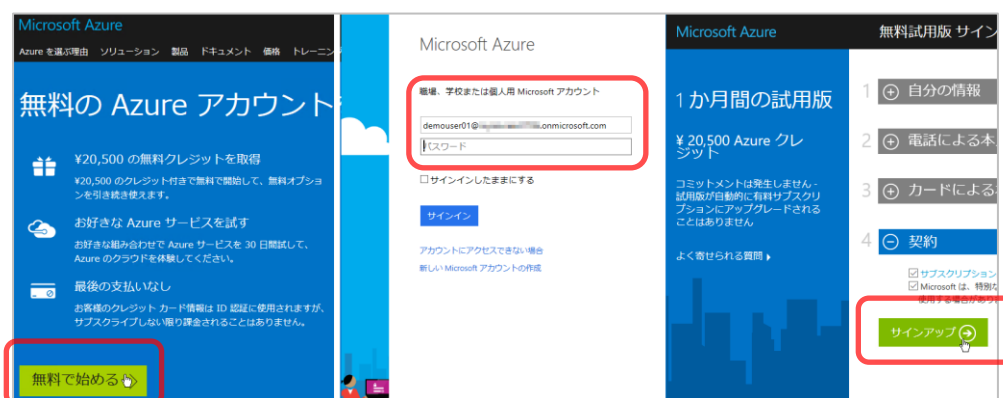 Microsoft Azure
Azure を選ぶ理由 ソリューション 製品 ドキュメント 価格 トレーニン
無料の Azure アカウント
¥20,500 の無料クレジットを取得
¥20,500 のクレジット付きで無料で開始して、無料オプショ
ンを引き続き使えます。
お好きな Azure サービスを試す
お好きな組み合わせで Azure サービスを 30 日間試して、
Azure のクラウドを体験してください。
最後の支払いなし
お客様のクレジット カード情報は ID 認証に使用されますが、
サブスクライブしない限り課金されることはありません。
無料で始める
Microsoft Azure
職場、学校または個人用 Microsoft アカウント
demouser01@ .onmicrosoft.com
パスワード
サインインしたままにする
サインイン
アカウントにアクセスできない場合
新しい Microsoft アカウントの作成
Microsoft Azure
1 か月間の試用版
¥ 20,500 Azure クレ
ジット
コミットメントは発生しません -
試用版が自動的に有料サブスクリ
プションにアップグレードされる
ことはありません
よく寄せられる質問
無料試用版 サイン
1 自分の情報
2 電話による本
3 カードによる
4 契約
サブスクリプション
Microsoft は、特別な
使用する場合があり
サインアップ